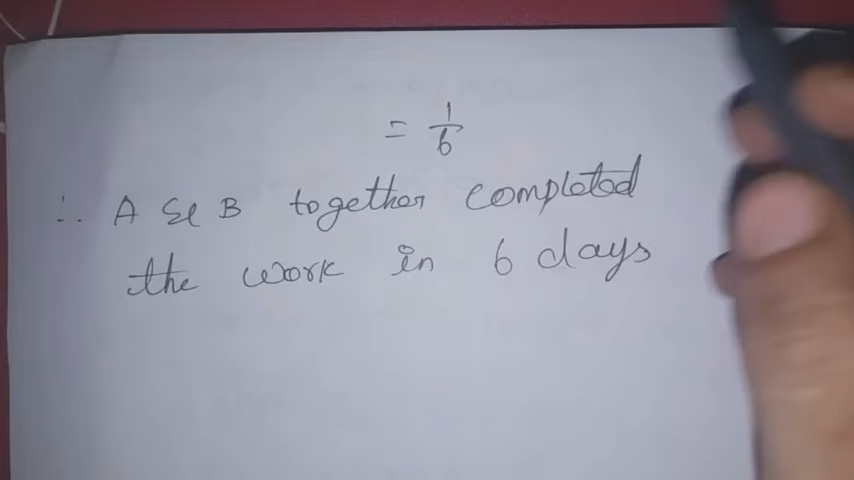 = 1/6
∴ A & B together completed
the work in 6 days